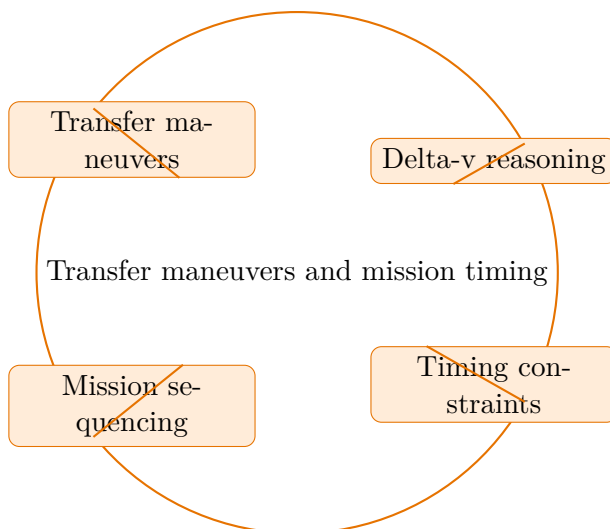 Transfer ma-
neuvers
Delta-v reasoning
Transfer maneuvers and mission timing
Mission se-
quencing
Timing con-
straints